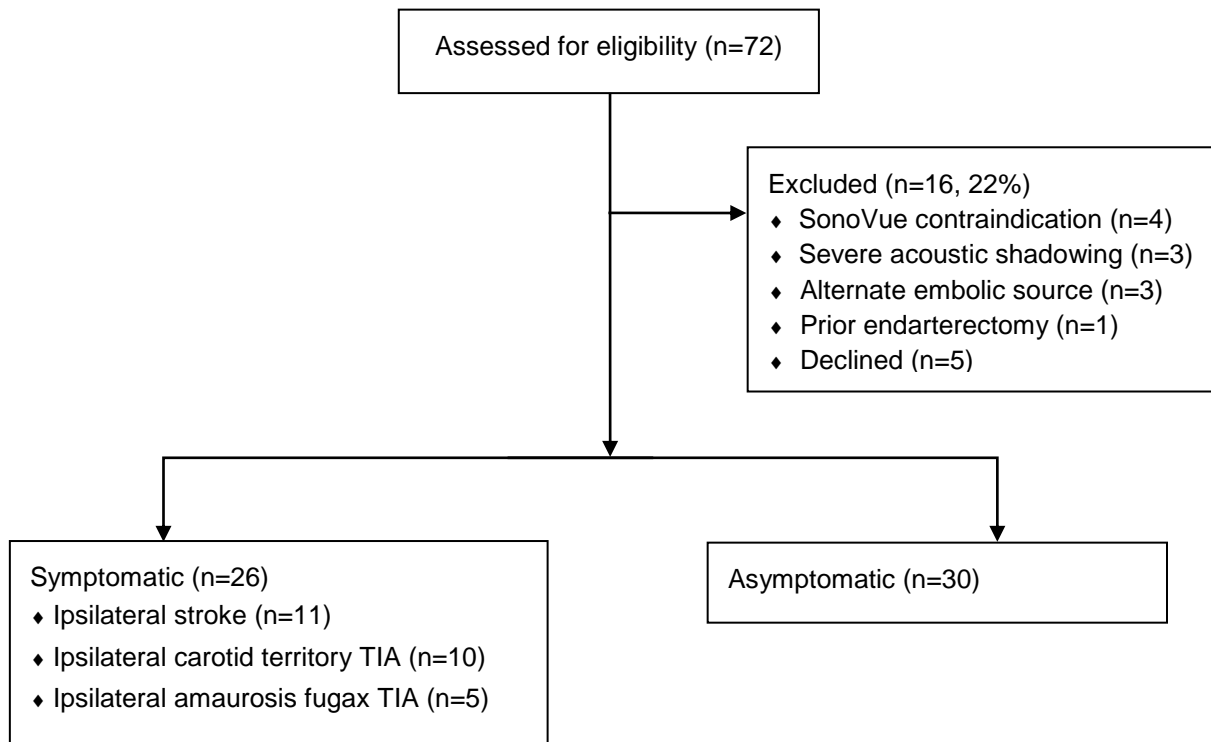 Assessed for eligibility (n=72)
Excluded (n=16, 22%)
♦ SonoVue contraindication (n=4)
♦ Severe acoustic shadowing (n=3)
♦ Alternate embolic source (n=3)
♦ Prior endarterectomy (n=1)
♦ Declined (n=5)
Symptomatic (n=26)
♦ Ipsilateral stroke (n=11)
♦ Ipsilateral carotid territory TIA (n=10)
♦ Ipsilateral amaurosis fugax TIA (n=5)
Asymptomatic (n=30)